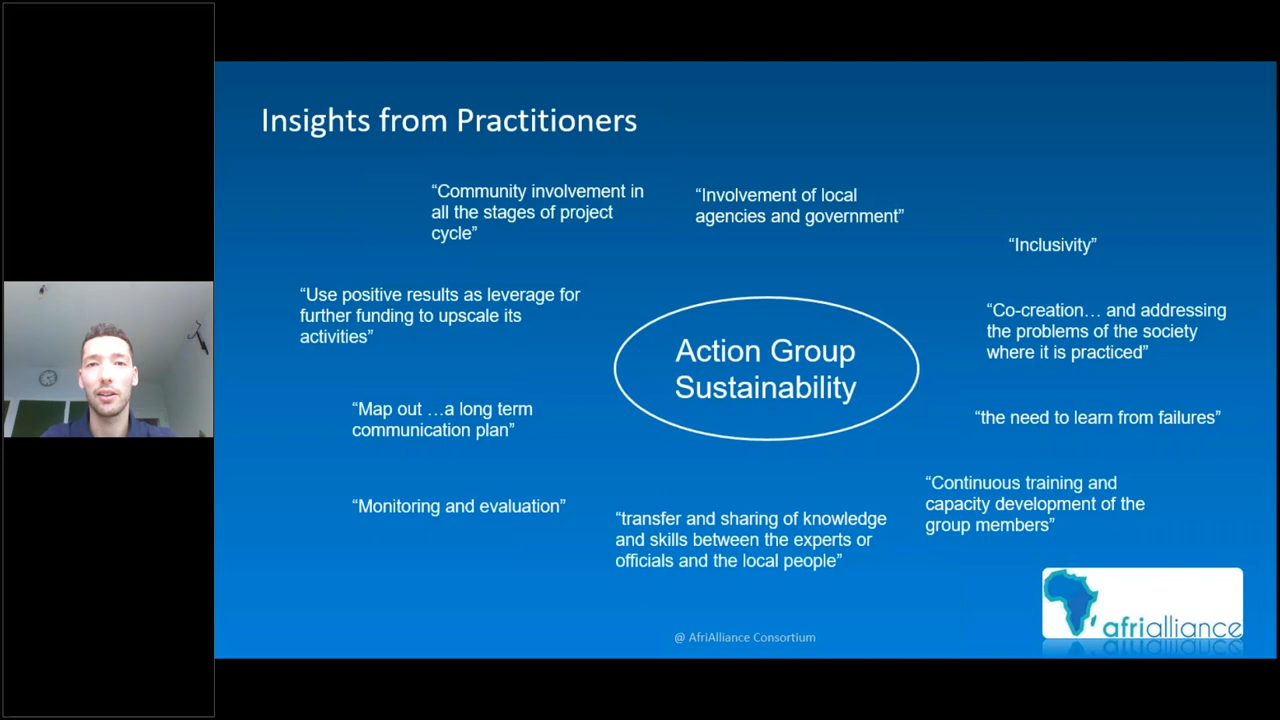 Insights from Practitioners
“Community involvement in
all the stages of project
cycle”
“Involvement of local
agencies and government”
“Inclusivity”
“Use positive results as leverage for
further funding to upscale its
activities”
“Co-creation… and addressing
the problems of the society
where it is practiced”
Action Group
Sustainability
“Map out …a long term
communication plan”
“the need to learn from failures”
“Monitoring and evaluation”
“Continuous training and
capacity development of the
group members”
“transfer and sharing of knowledge
and skills between the experts or
officials and the local people”
afrialliance
@ AfriAlliance Consortium